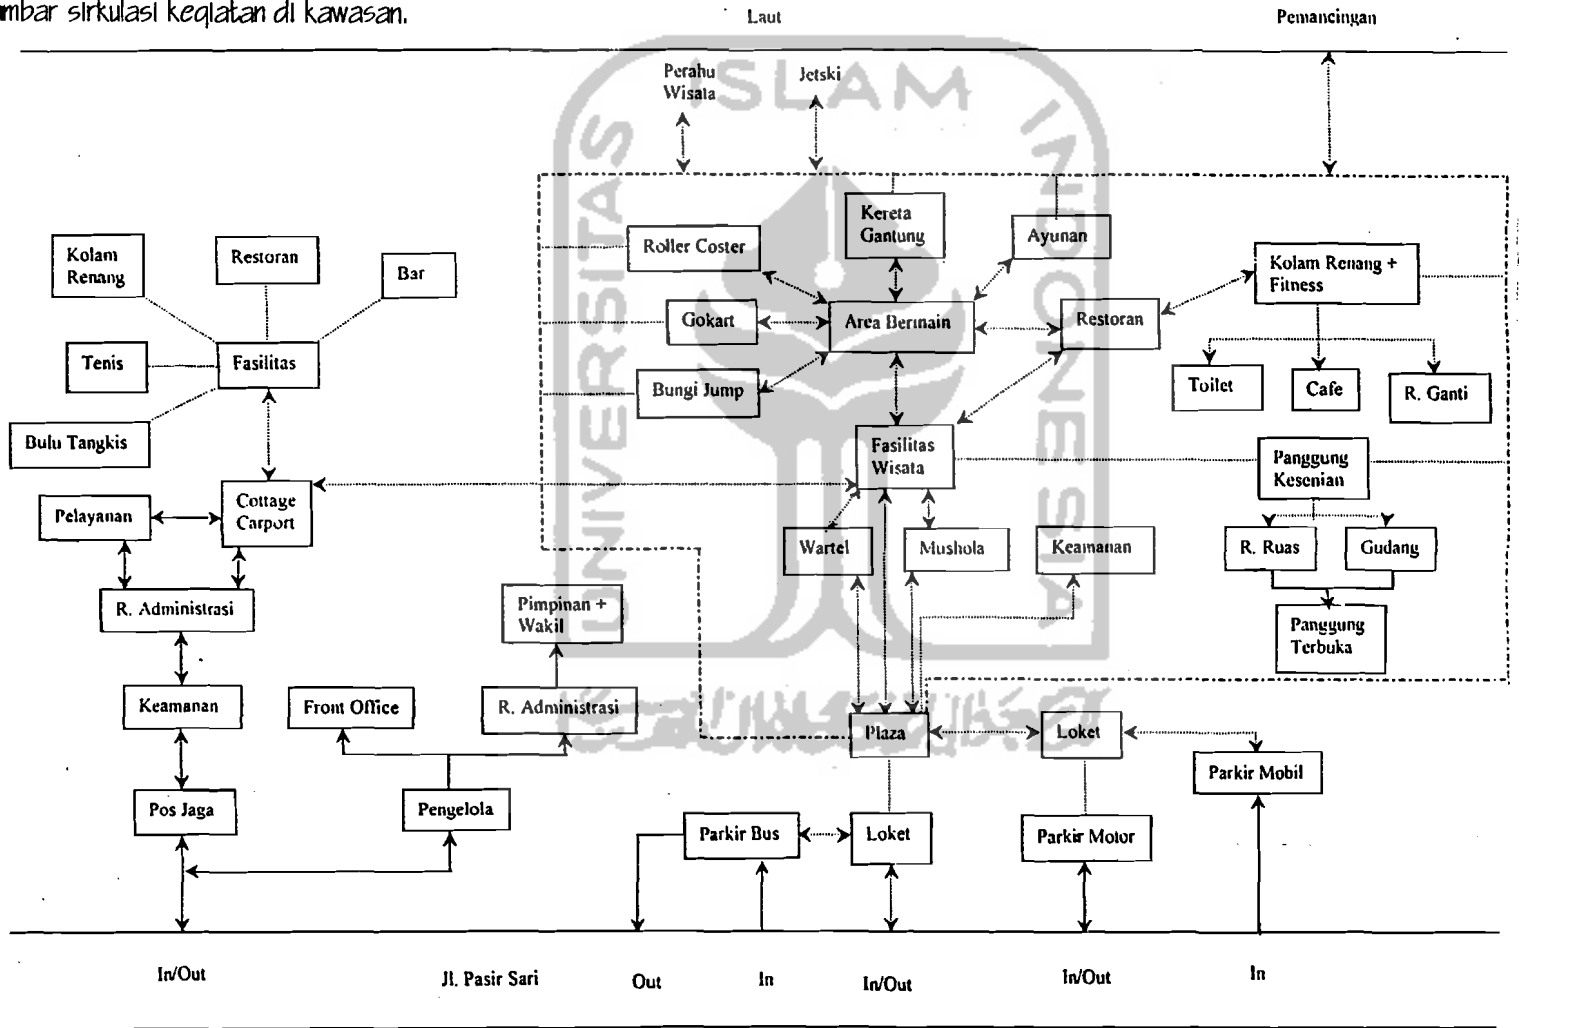 mbar sirkulasi kegiatan di kawasan.
Laut
Pemancingan
Perahu
Wisata
Jetski
ISLAM
UNIVERSITAS
INDONESIA
Kereta
Gantung
Ayunan
Roller Coster
Kolam
Renang
Restoran
Bar
Kolam Renang +
Fitness
Gokart
Area Bermain
Restoran
Tenis
Fasilitas
Bungi Jump
Toilet
Cafe
R. Ganti
Bulu Tangkis
Fasilitas
Wisata
Panggung
Kesenian
Pelayanan
Cottage
Carport
Wartel
Mushola
Keamanan
R. Ruas
Gudang
R. Administrasi
Pimpinan +
Wakil
Panggung
Terbuka
Keamanan
Front Office
R. Administrasi
Plaza
Loket
Parkir Mobil
Pos Jaga
Pengelola
Parkir Bus
Loket
Parkir Motor
In/Out
Jl. Pasir Sari
Out
In
In/Out
In/Out
In